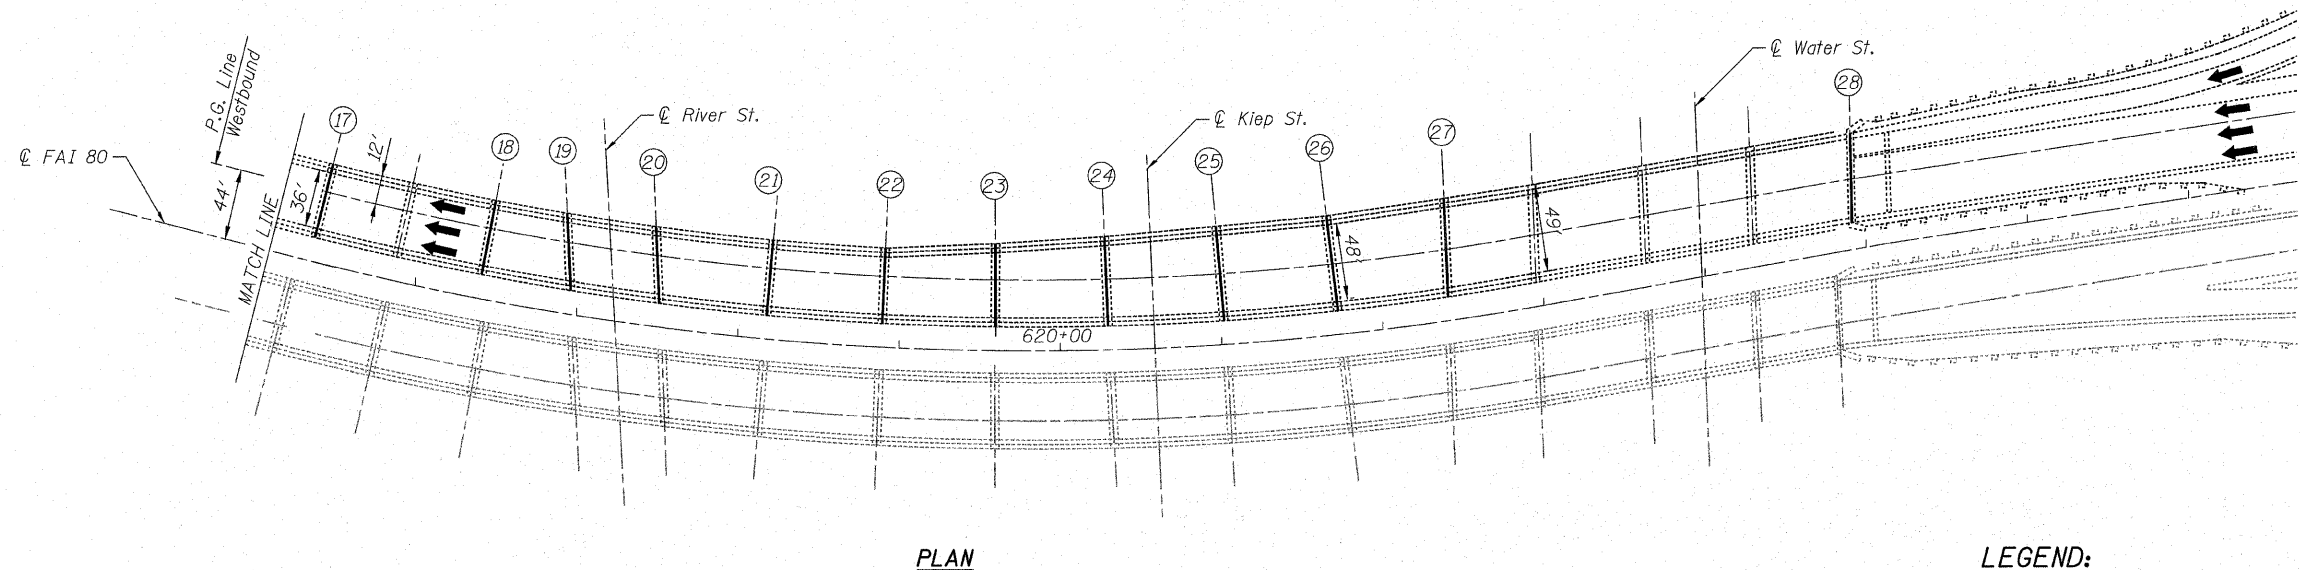 ℄ FAI 80
P.G. Line
Westbound
44'
MATCH LINE
36'
12'
17
18
19
℄ River St.
20
21
22
23
24
℄ Kiep St.
25
26
27
℄ Water St.
28
48'
49'
620+00
PLAN
LEGEND: